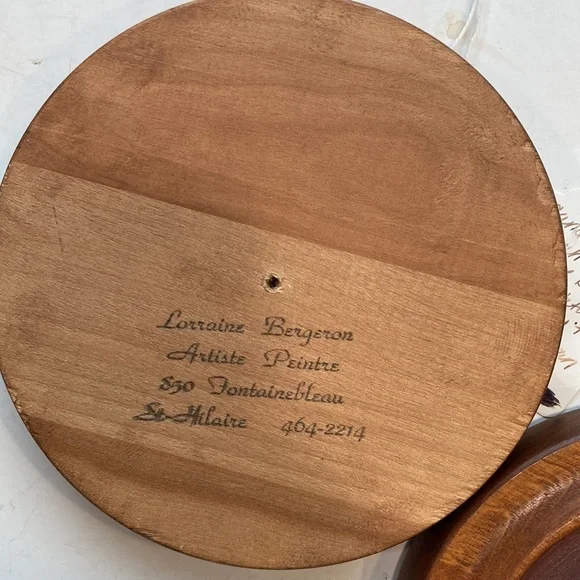 Lorraine Bergeron
Artiste Peintre
850 Fontainebleau
St-Hilaire 464-2214